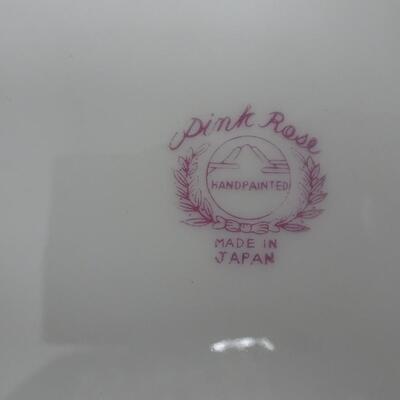 Pink Rose
HANDPAINTED
MADE IN
JAPAN